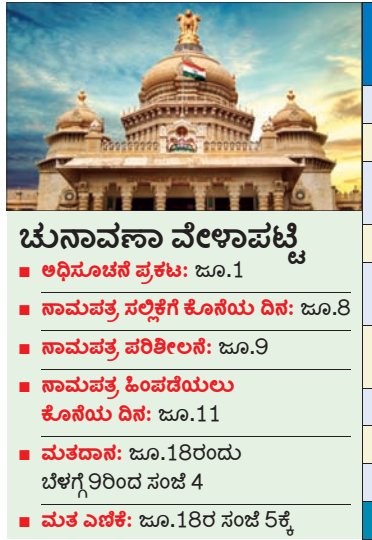 ಚುನಾವಣಾ ವೇಳಾಪಟ್ಟಿ
■ ಅಧಿಸೂಚನೆ ಪ್ರಕಟ: ಜೂ.1
■ ನಾಮಪತ್ರ ಸಲ್ಲಿಕೆಗೆ ಕೊನೆಯ ದಿನ: ಜೂ.8
■ ನಾಮಪತ್ರ ಪರಿಶೀಲನೆ: ಜೂ.9
■ ನಾಮಪತ್ರ ಹಿಂಪಡೆಯಲು
ಕೊನೆಯ ದಿನ: ಜೂ.11
■ ಮತದಾನ: ಜೂ.18ರಂದು
ಬೆಳಗ್ಗೆ 9ರಿಂದ ಸಂಜೆ 4
■ ಮತ ಎಣಿಕೆ: ಜೂ.18ರ ಸಂಜೆ 5ಕ್ಕೆ